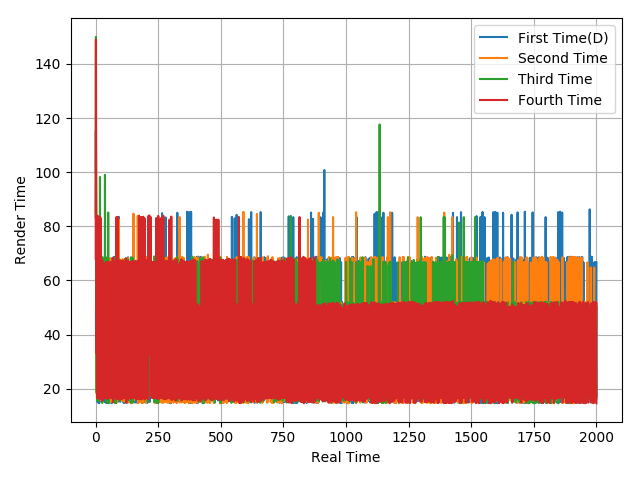 First Time(D)
Second Time
Third Time
Fourth Time
140
120
100
80
60
40
20
Render Time
0
250
500
750
1000
1250
1500
1750
2000
Real Time